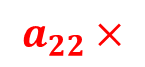 a₂₂ ×